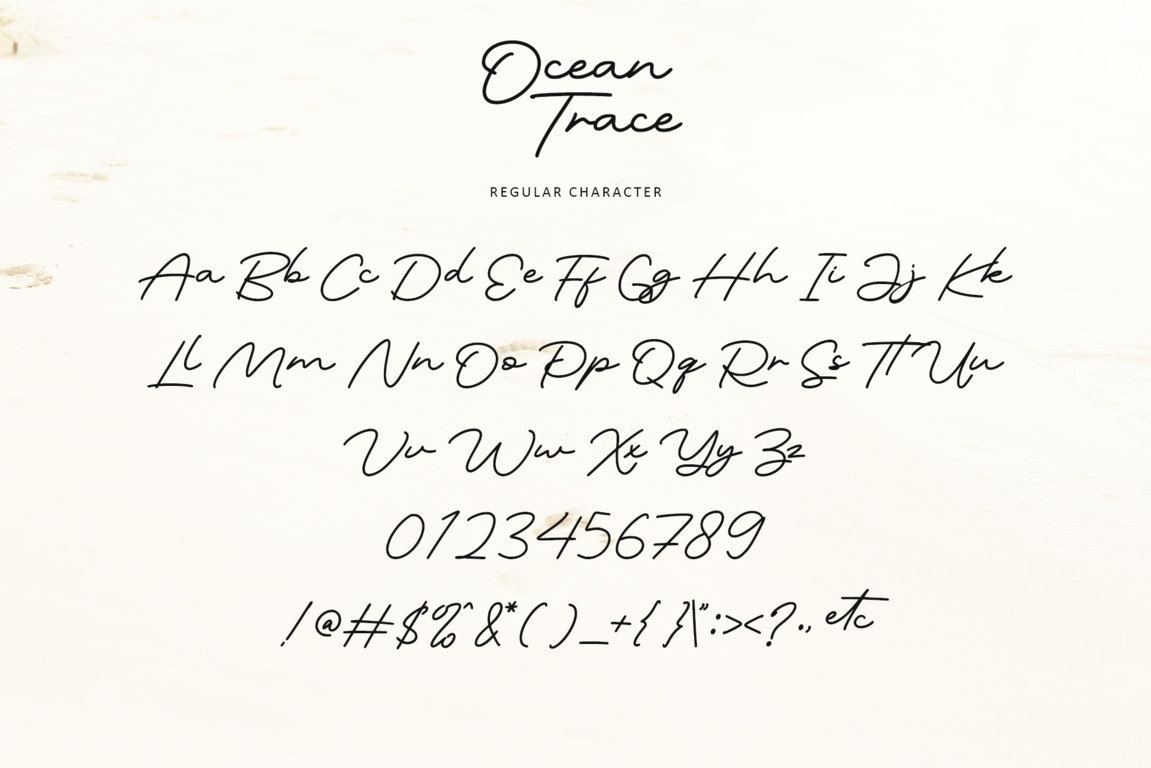 Ocean
Trace
REGULAR CHARACTER
Aa Bb Cc Dd Ee Ff Gg Hh Ii Jj Kk
Ll Mm Nn Oo Pp Qq Rr Ss Tt Uu
Vv Ww Xx Yy Zz
0123456789
!@#$%^&*( )_+{ }|\":><?., etc